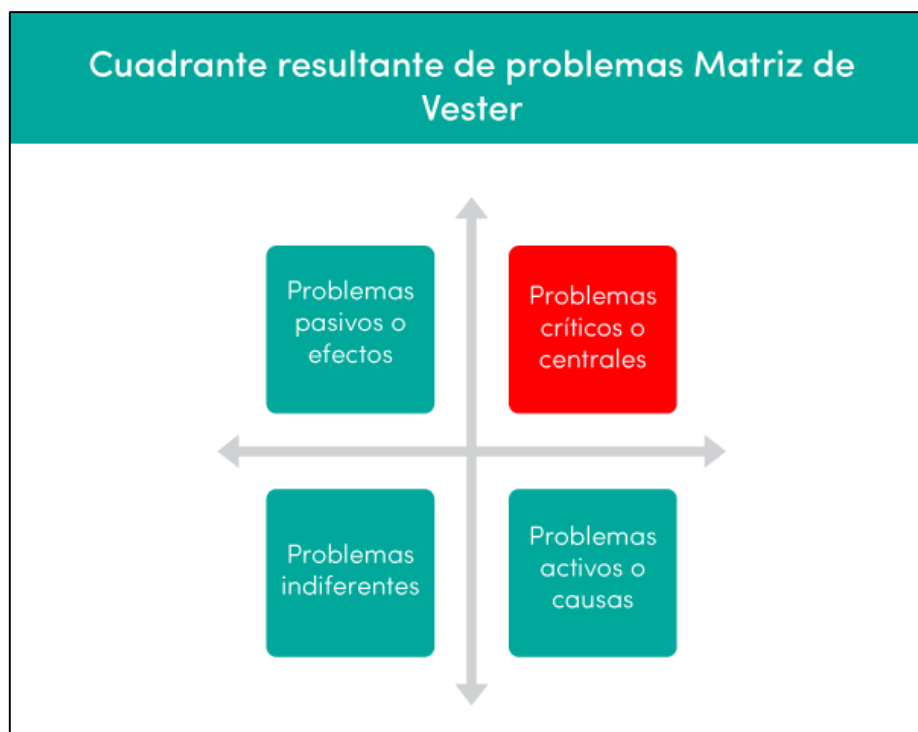 Cuadrante resultante de problemas Matriz de
Vester
Problemas
pasivos o
efectos
Problemas
críticos o
centrales
Problemas
indiferentes
Problemas
activos o
causas